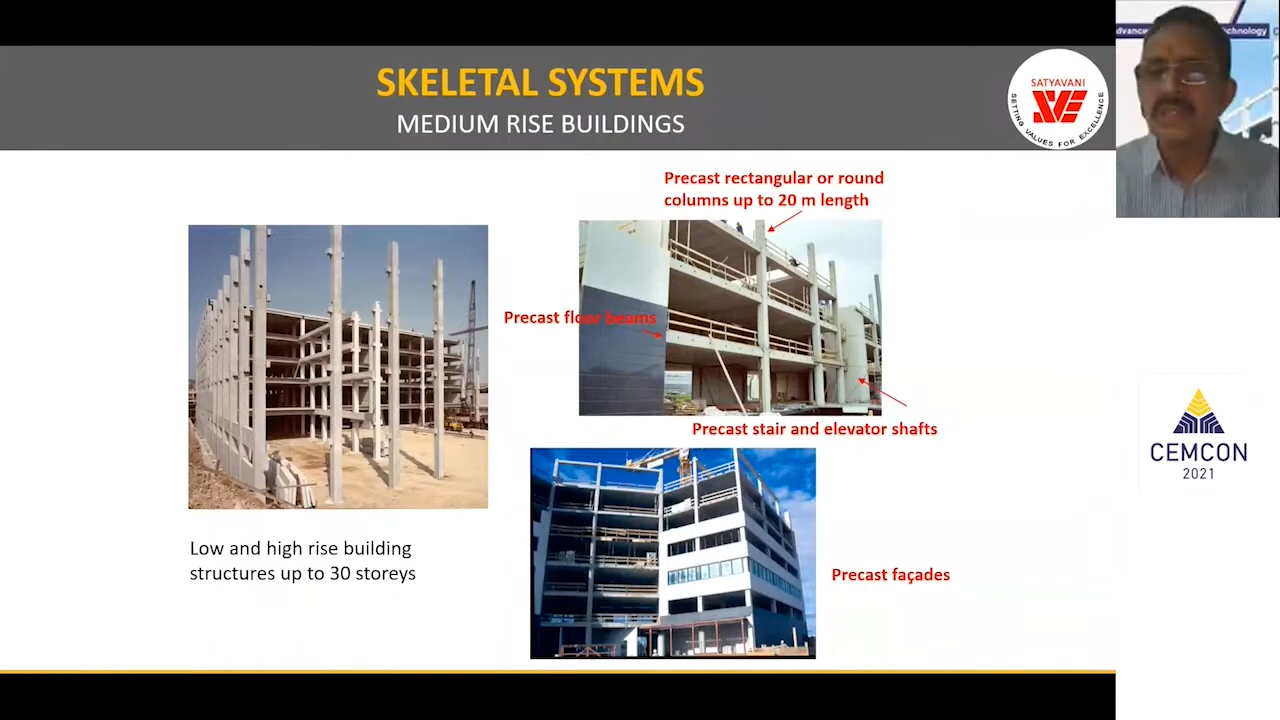 SKELETAL SYSTEMS
MEDIUM RISE BUILDINGS
SATYAVANI
SETTING VALUES FOR EXCELLENCE
Technology
Precast rectangular or round
columns up to 20 m length
Precast floor beams
Precast stair and elevator shafts
Low and high rise building
structures up to 30 storeys
Precast façades
CEMCON
2021